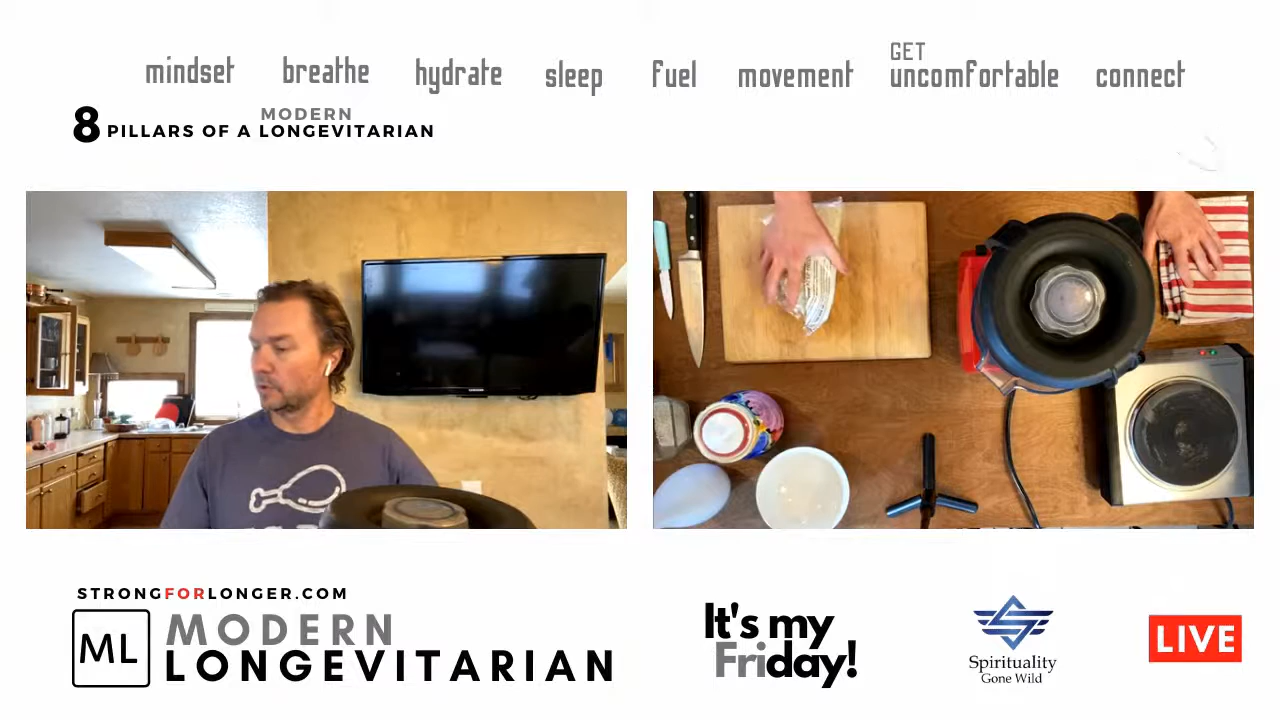 mindset breathe hydrate sleep fuel movement GET uncomfortable connect
8 PILLARS OF A MODERN LONGEVITARIAN
SAMSUNG
STRONGFORLONGER.COM
ML MODERN
LONGEVITARIAN
It's my
Friday!
Spirituality
Gone Wild
LIVE